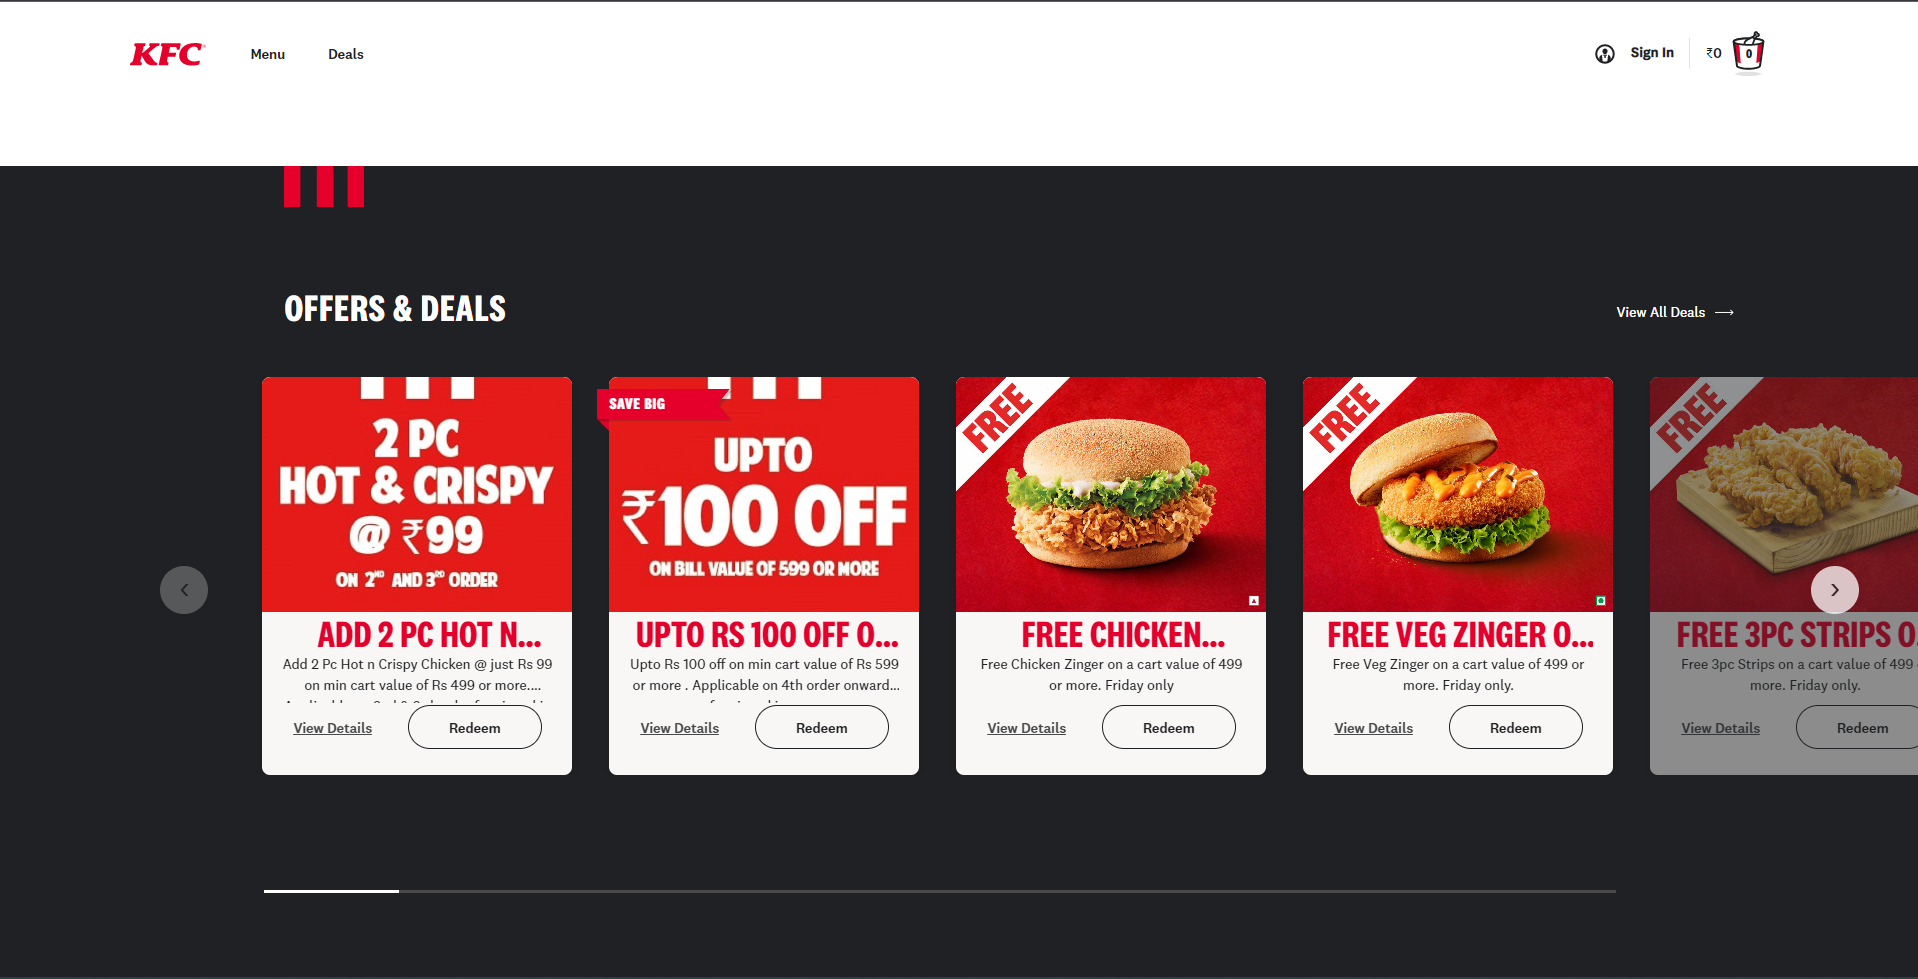 KFC
Menu
Deals
Sign In
₹0
0
OFFERS & DEALS
View All Deals
2 PC
HOT & CRISPY
@ ₹99
ON 2ND AND 3RD ORDER
ADD 2 PC HOT N...
Add 2 Pc Hot n Crispy Chicken @ just Rs 99
on min cart value of Rs 499 or more....
View Details
Redeem
SAVE BIG
UPTO
₹100 OFF
ON BILL VALUE OF 599 OR MORE
UPTO RS 100 OFF O...
Upto Rs 100 off on min cart value of Rs 599
or more . Applicable on 4th order onward...
View Details
Redeem
FREE
FREE CHICKEN...
Free Chicken Zinger on a cart value of 499
or more. Friday only
View Details
Redeem
FREE
FREE VEG ZINGER O...
Free Veg Zinger on a cart value of 499 or
more. Friday only.
View Details
Redeem
FREE
FREE 3PC STRIPS O
Free 3pc Strips on a cart value of 499
more. Friday only.
View Details
Redeem